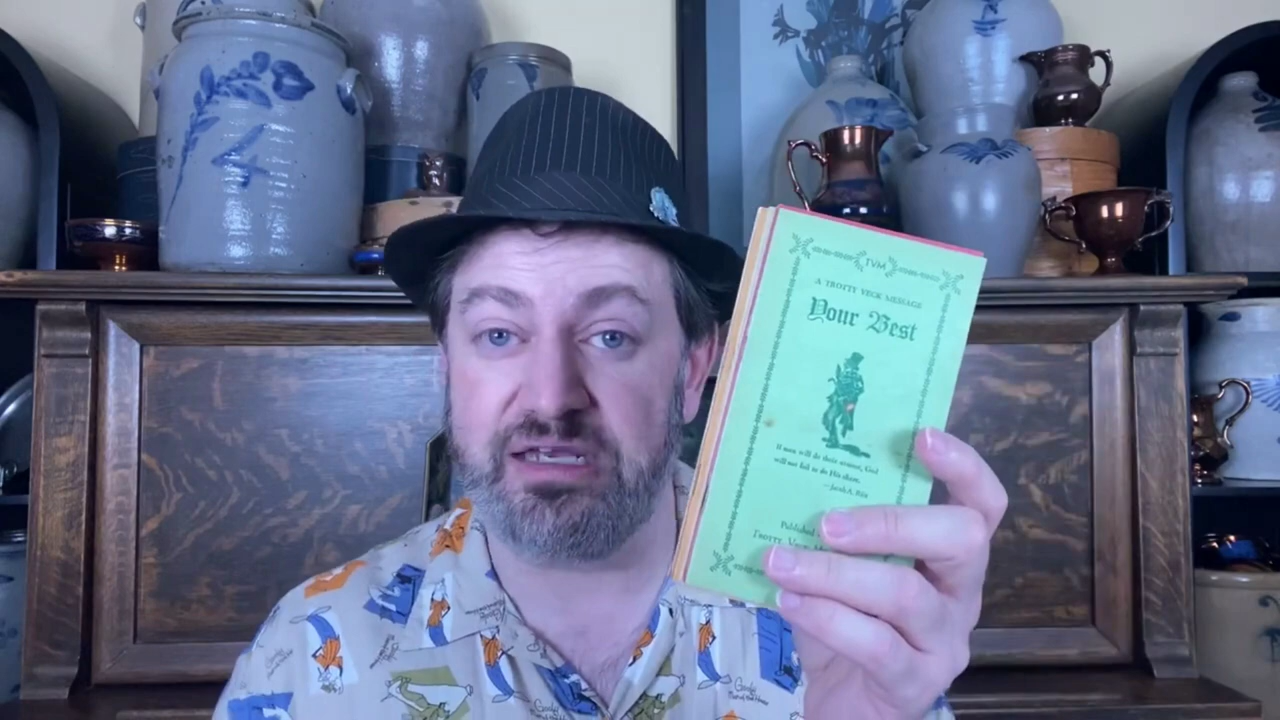 4
TVM
A TROTTY VECK MESSAGE
Your Best
If men will do their utmost, God
will not fail to do His share.
—Jacob A. Riis
Published
TROTTY VECK
Goofy